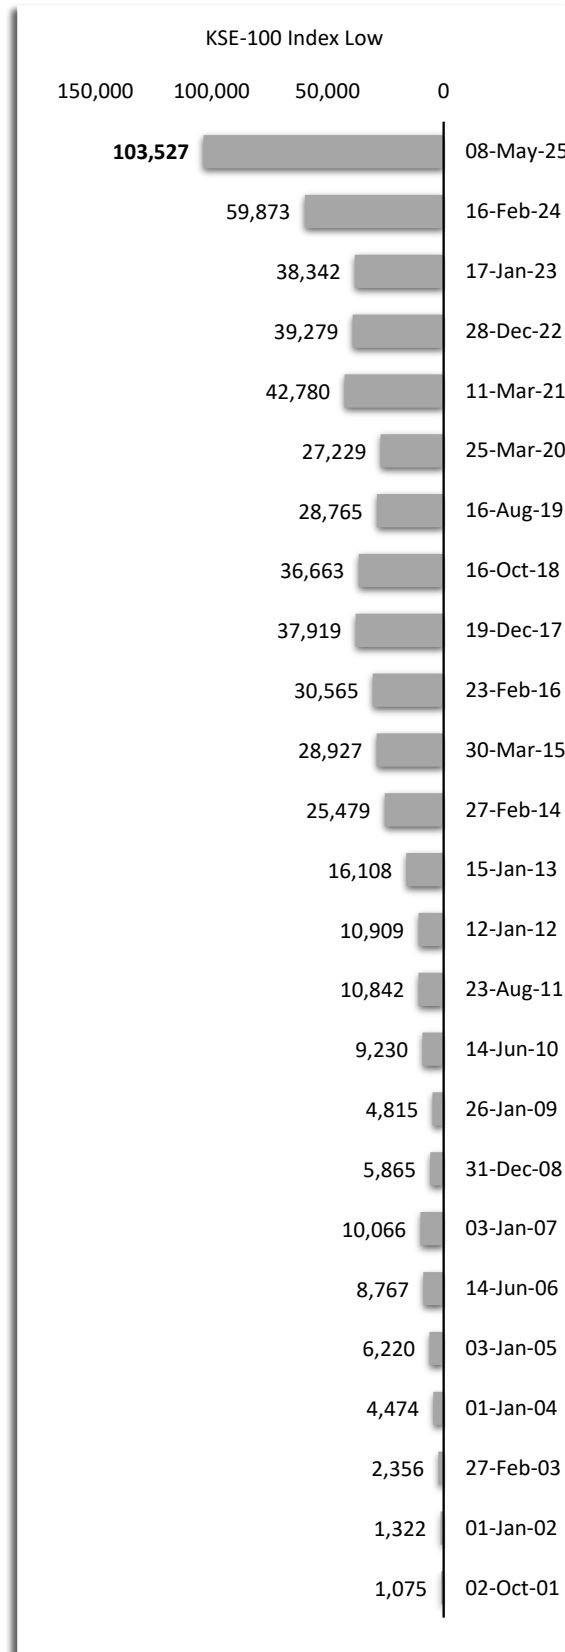 KSE-100 Index Low
150,000 100,000 50,000 0
103,527 08-May-25
59,873 16-Feb-24
38,342 17-Jan-23
39,279 28-Dec-22
42,780 11-Mar-21
27,229 25-Mar-20
28,765 16-Aug-19
36,663 16-Oct-18
37,919 19-Dec-17
30,565 23-Feb-16
28,927 30-Mar-15
25,479 27-Feb-14
16,108 15-Jan-13
10,909 12-Jan-12
10,842 23-Aug-11
9,230 14-Jun-10
4,815 26-Jan-09
5,865 31-Dec-08
10,066 03-Jan-07
8,767 14-Jun-06
6,220 03-Jan-05
4,474 01-Jan-04
2,356 27-Feb-03
1,322 01-Jan-02
1,075 02-Oct-01